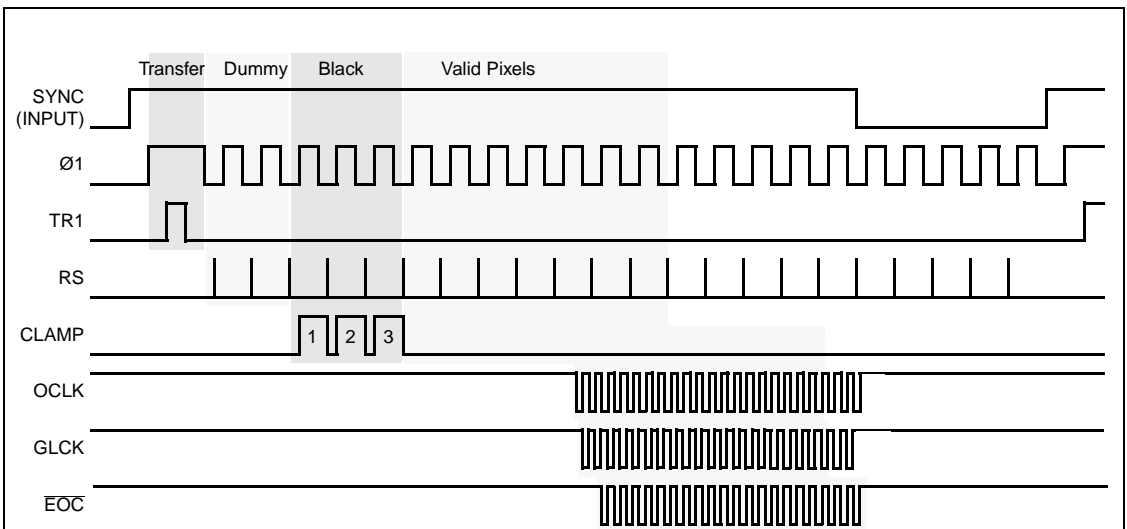 Transfer Dummy Black Valid Pixels
SYNC
(INPUT)
Ø1
TR1
RS
CLAMP 1 2 3
OCLK
GLCK
EOC